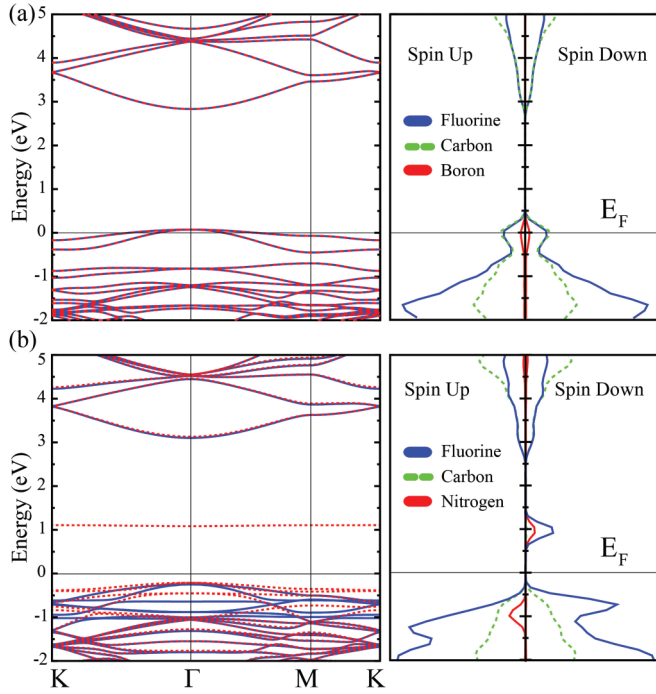 (a)
5
4
3
2
1
0
-1
-2
Energy (eV)
Spin Up Spin Down
Fluorine
Carbon
Boron
E_F
(b)
5
4
3
2
1
0
-1
-2
Energy (eV)
K Γ M K
Spin Up Spin Down
Fluorine
Carbon
Nitrogen
E_F